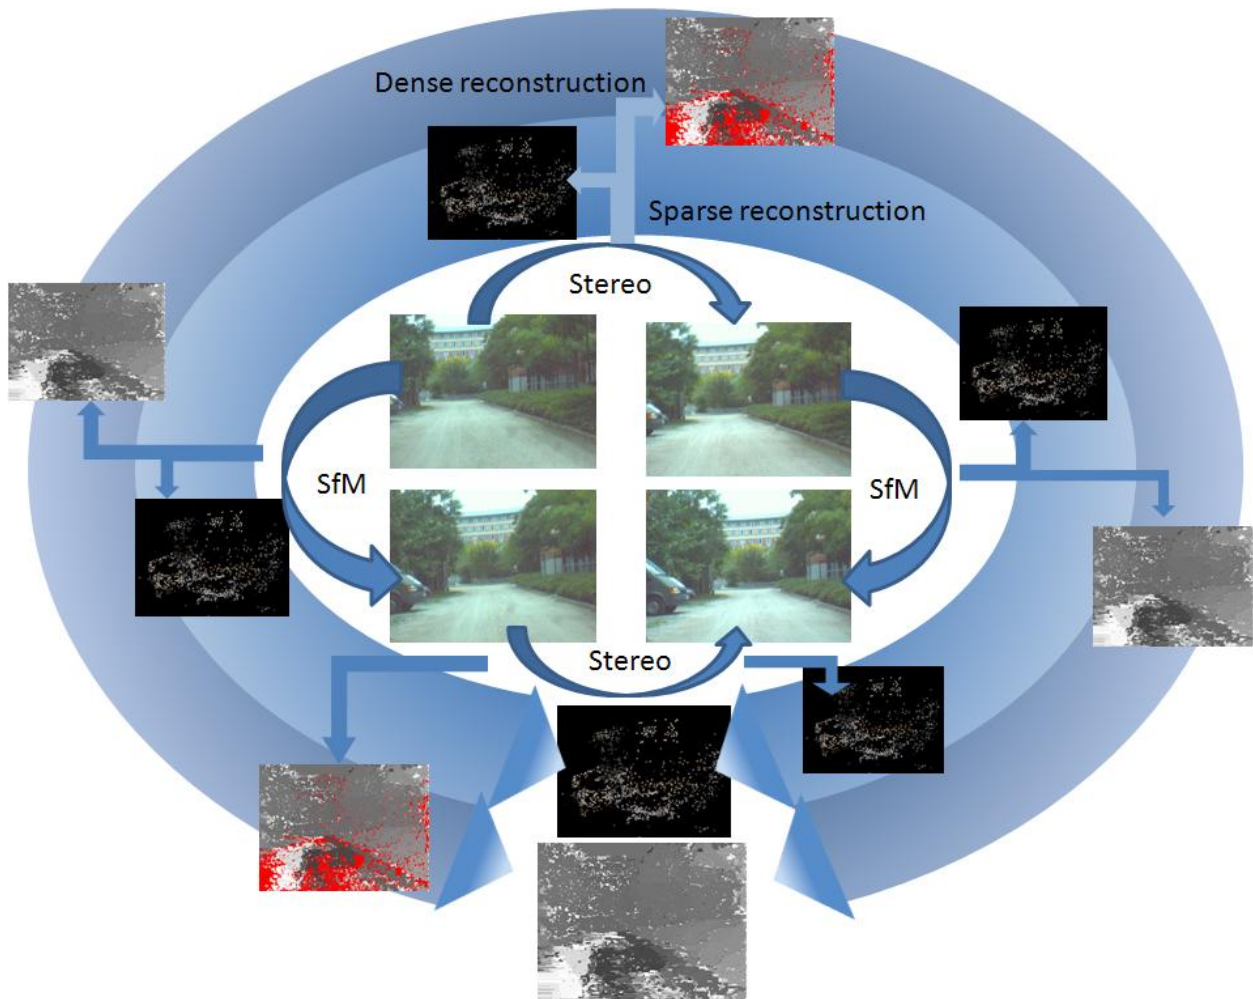 Dense reconstruction
Sparse reconstruction
Stereo
SfM
SfM
Stereo